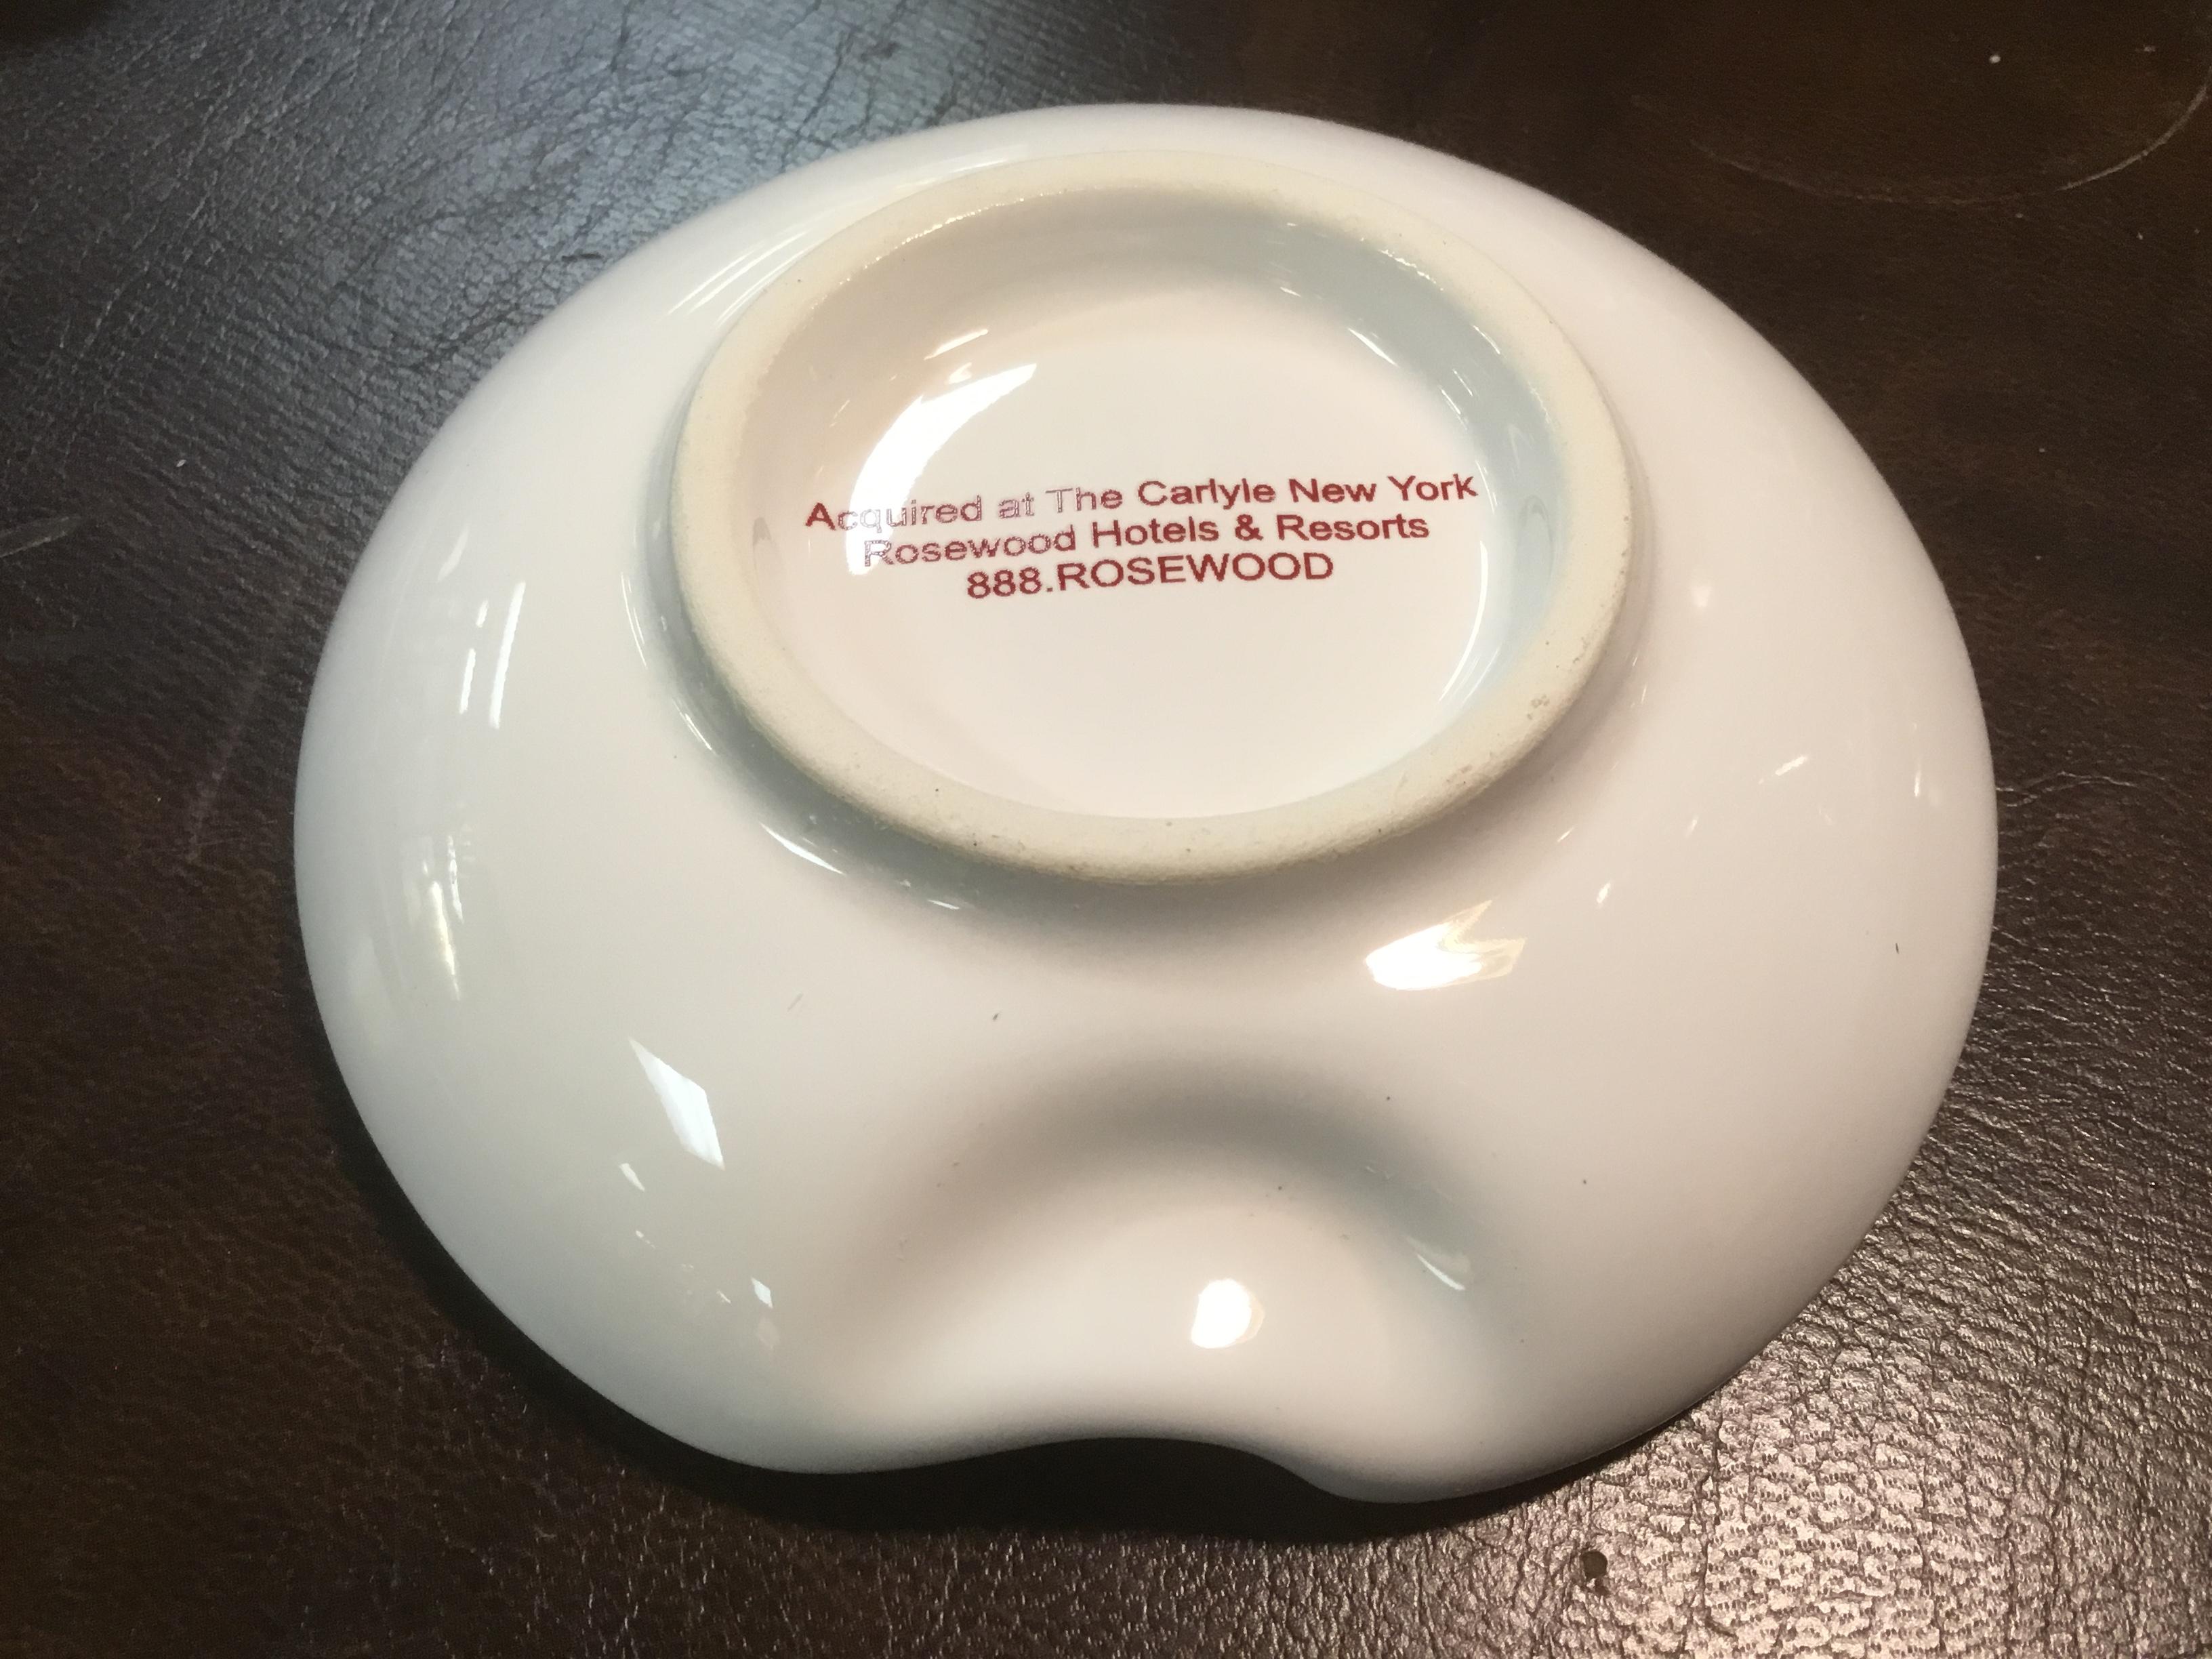 Acquired at The Carlyle New York
Rosewood Hotels & Resorts
888.ROSEWOOD